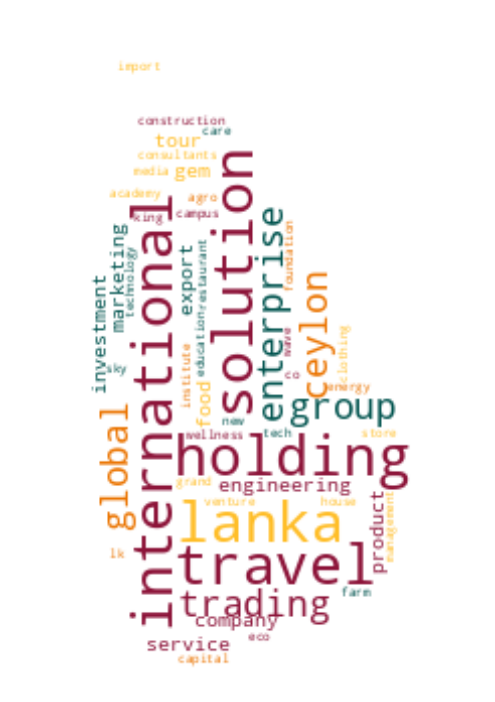 import
construction
care
tour
consultants
media
gem
academy
agro
king
campus
solution
international
enterprise
foundation
marketing
technology
export
restaurant
education
investment
sky
ceylon
wave
clothing
institute
food
co
energy
group
global
new
tech
wellness
store
holding
grand
engineering
venture
house
product
management
lanka
lk
travel
farm
trading
company
eco
service
capital